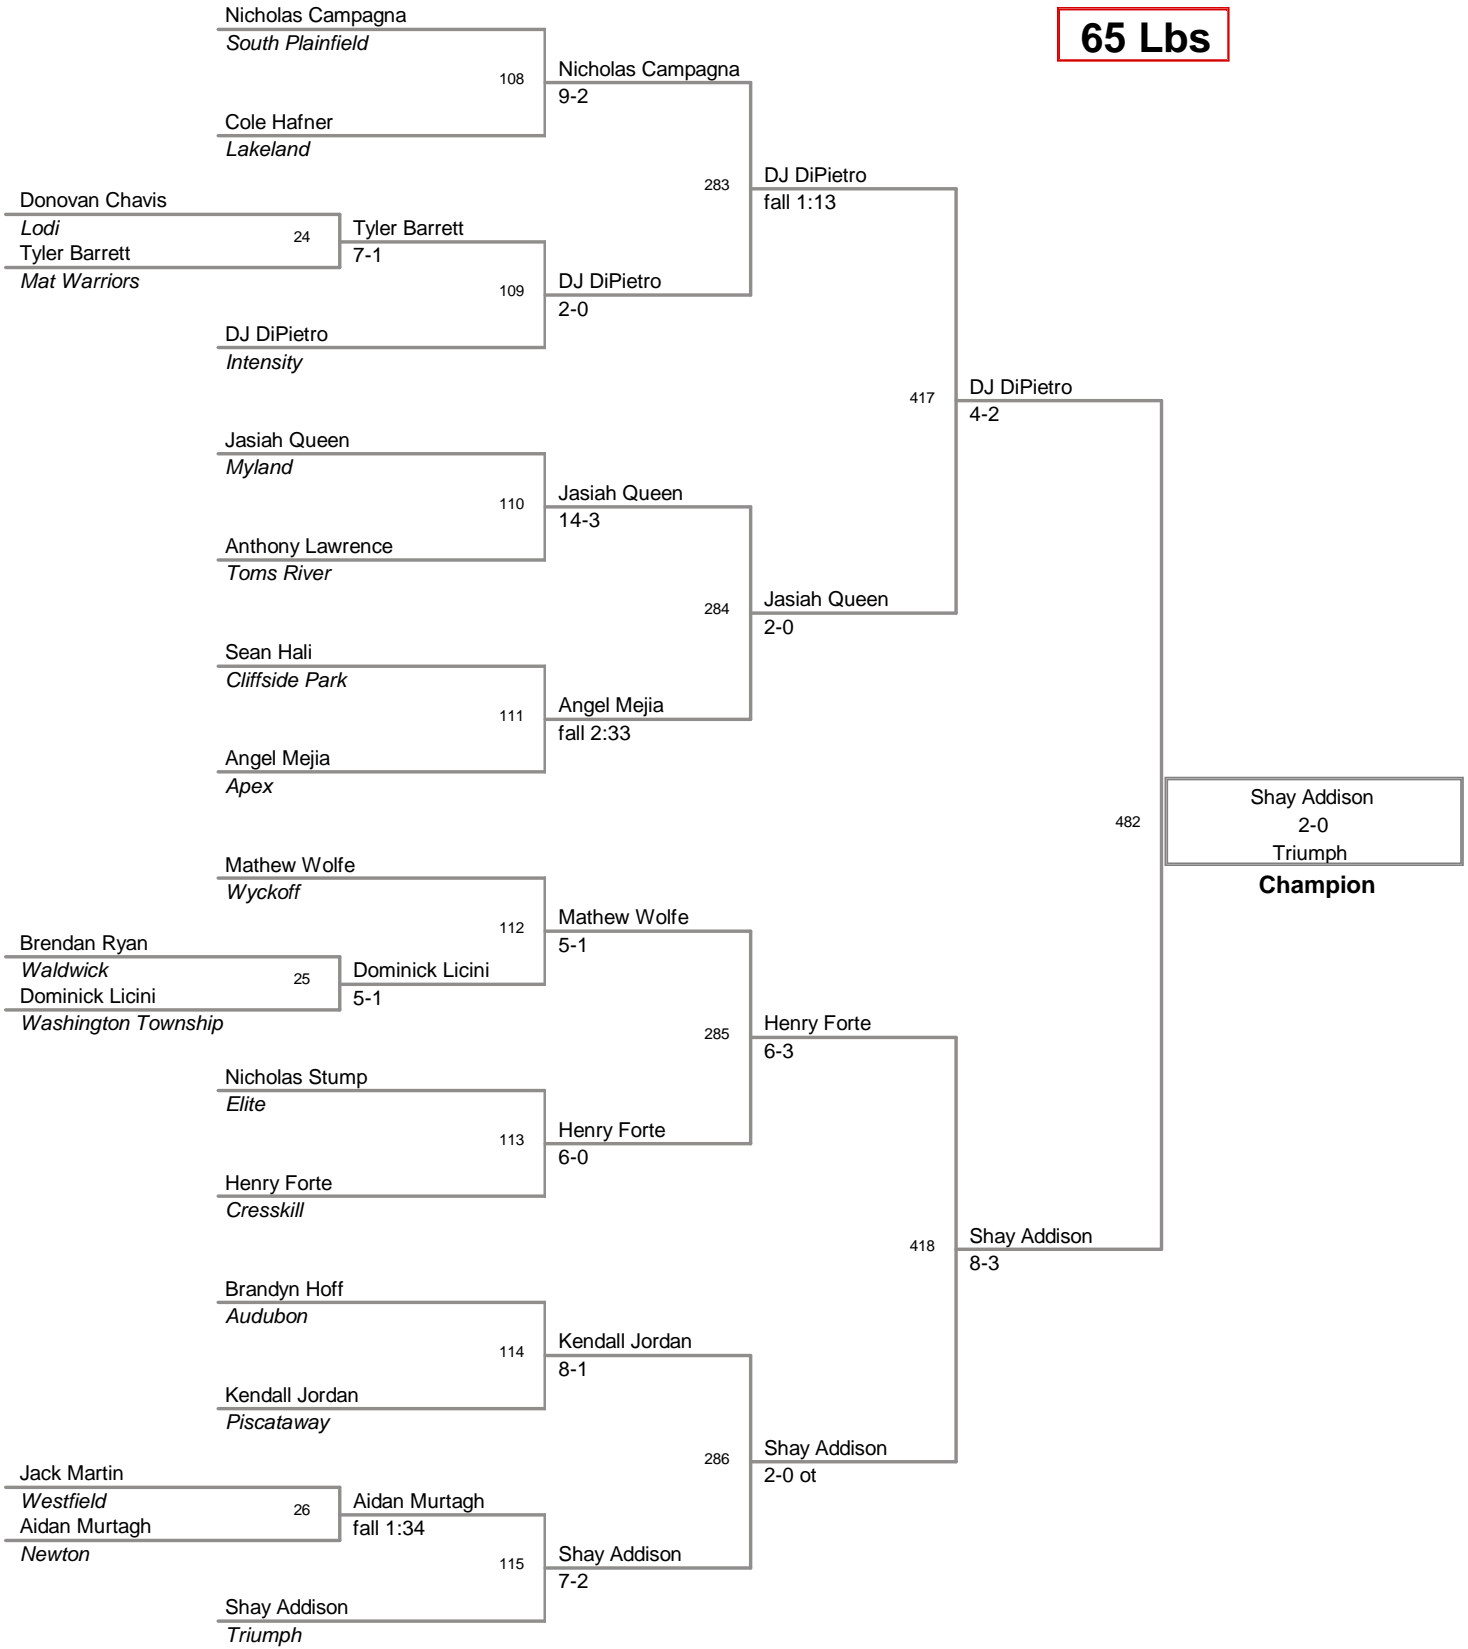 65 Lbs
Nicholas Campagna
South Plainfield
108
Nicholas Campagna
9-2
Cole Hafner
Lakeland
283
DJ DiPietro
fall 1:13
Donovan Chavis
Lodi
24
Tyler Barrett
7-1
Tyler Barrett
Mat Warriors
109
DJ DiPietro
2-0
DJ DiPietro
Intensity
417
DJ DiPietro
4-2
Jasiah Queen
Myland
110
Jasiah Queen
14-3
Anthony Lawrence
Toms River
284
Jasiah Queen
2-0
Sean Hali
Cliffside Park
111
Angel Mejia
fall 2:33
Angel Mejia
Apex
482
Shay Addison
2-0
Triumph
Champion
Mathew Wolfe
Wyckoff
112
Mathew Wolfe
5-1
Brendan Ryan
Waldwick
25
Dominick Licini
5-1
Dominick Licini
Washington Township
285
Henry Forte
6-3
Nicholas Stump
Elite
113
Henry Forte
6-0
Henry Forte
Cresskill
418
Shay Addison
8-3
Brandyn Hoff
Audubon
114
Kendall Jordan
8-1
Kendall Jordan
Piscataway
286
Shay Addison
2-0 ot
Jack Martin
Westfield
26
Aidan Murtagh
fall 1:34
Aidan Murtagh
Newton
115
Shay Addison
7-2
Shay Addison
Triumph